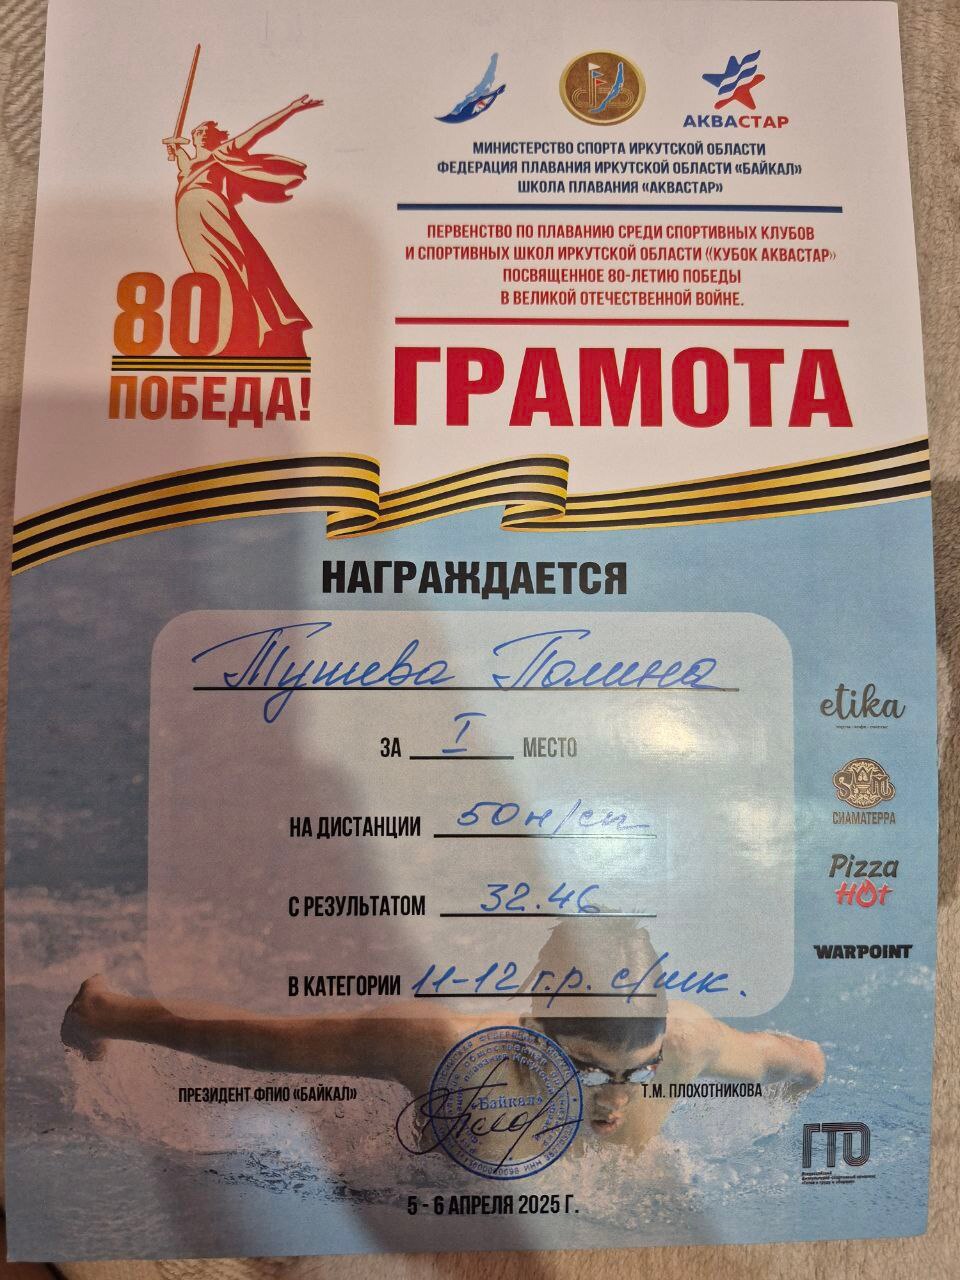 АКВАСТАР
МИНИСТЕРСТВО СПОРТА ИРКУТСКОЙ ОБЛАСТИ
ФЕДЕРАЦИЯ ПЛАВАНИЯ ИРКУТСКОЙ ОБЛАСТИ «БАЙКАЛ»
ШКОЛА ПЛАВАНИЯ «АКВАСТАР»
ПЕРВЕНСТВО ПО ПЛАВАНИЮ СРЕДИ СПОРТИВНЫХ КЛУБОВ
И СПОРТИВНЫХ ШКОЛ ИРКУТСКОЙ ОБЛАСТИ «КУБОК АКВАСТАР»
ПОСВЯЩЕННОЕ 80-ЛЕТИЮ ПОБЕДЫ
В ВЕЛИКОЙ ОТЕЧЕСТВЕННОЙ ВОЙНЕ.
80
ПОБЕДА!
ГРАМОТА
НАГРАЖДАЕТСЯ
Тушева Полина
ЗА I МЕСТО
НА ДИСТАНЦИИ 50 н/сп
С РЕЗУЛЬТАТОМ 32.46
В КАТЕГОРИИ 11-12 г.р. с/шк.
etika
СИАМАТЕРРА
Pizza
HOt
WARPOINT
ПРЕЗИДЕНТ ФПИО «БАЙКАЛ»
«Байкал»
Т.М. ПЛОХОТНИКОВА
ГТО
5 - 6 АПРЕЛЯ 2025 Г.